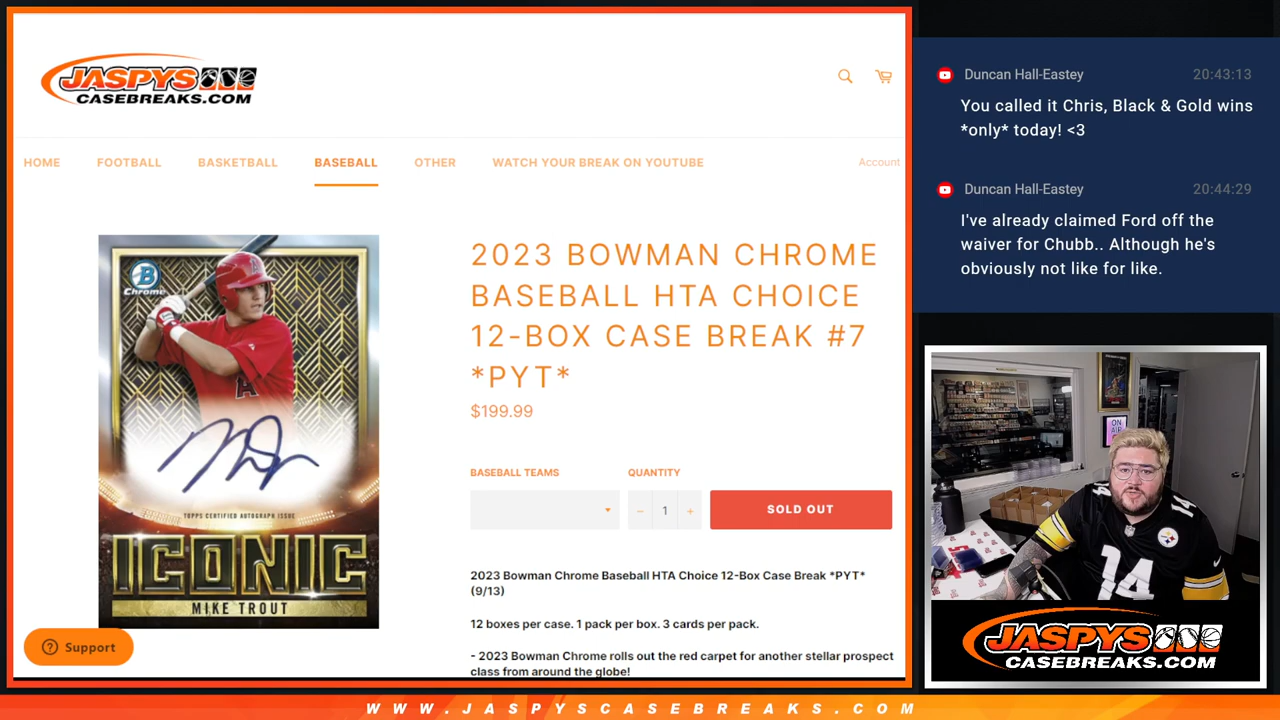 JASPYS
CASEBREAKS.COM
HOME
FOOTBALL
BASKETBALL
BASEBALL
OTHER
WATCH YOUR BREAK ON YOUTUBE
Account
B
Chrome
A
TOPPS CERTIFIED AUTOGRAPH ISSUE
ICONIC
MIKE TROUT
Support
2023 BOWMAN CHROME
BASEBALL HTA CHOICE
12-BOX CASE BREAK #7
*PYT*
$199.99
BASEBALL TEAMS
QUANTITY
− 1 +
SOLD OUT
2023 Bowman Chrome Baseball HTA Choice 12-Box Case Break *PYT*
(9/13)
12 boxes per case. 1 pack per box. 3 cards per pack.
- 2023 Bowman Chrome rolls out the red carpet for another stellar prospect
class from around the globe!
Duncan Hall-Eastey 20:43:13
You called it Chris, Black & Gold wins
*only* today! <3
Duncan Hall-Eastey 20:44:29
I've already claimed Ford off the
waiver for Chubb.. Although he's
obviously not like for like.
ON
AIR
14
14
JASPYS
CASEBREAKS.COM
WWW.JASPYSCASEBREAKS.COM